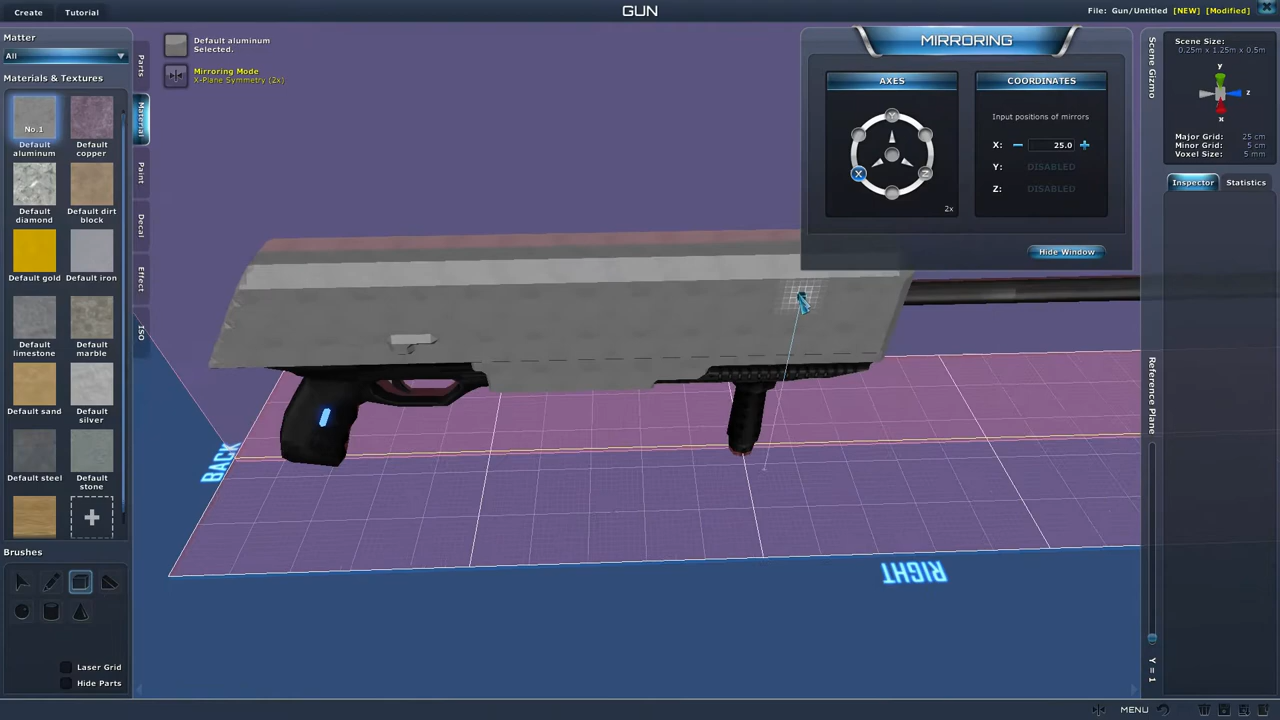 Create
Tutorial
GUN
File: Gun/Untitled [NEW] [Modified]
Matter
All
Materials & Textures
No.1
Default aluminum
Default copper
Default diamond
Default dirt block
Default gold
Default iron
Default limestone
Default marble
Default sand
Default silver
Default steel
Default stone
Brushes
Laser Grid
Hide Parts
Parts
Material
Paint
Decal
Effect
ISO
Default aluminum
Selected.
Mirroring Mode
X-Plane Symmetry (2x)
BACK
RIGHT
MIRRORING
AXES
Y
X
Z
2x
COORDINATES
Input positions of mirrors
X: 25.0
Y: DISABLED
Z: DISABLED
Hide Window
Scene Gizmo
Scene Size:
0.25m x 1.25m x 0.5m
y
z
x
Major Grid: 25 cm
Minor Grid: 5 cm
Voxel Size: 5 mm
Inspector
Statistics
Reference Plane
Y = 1
MENU